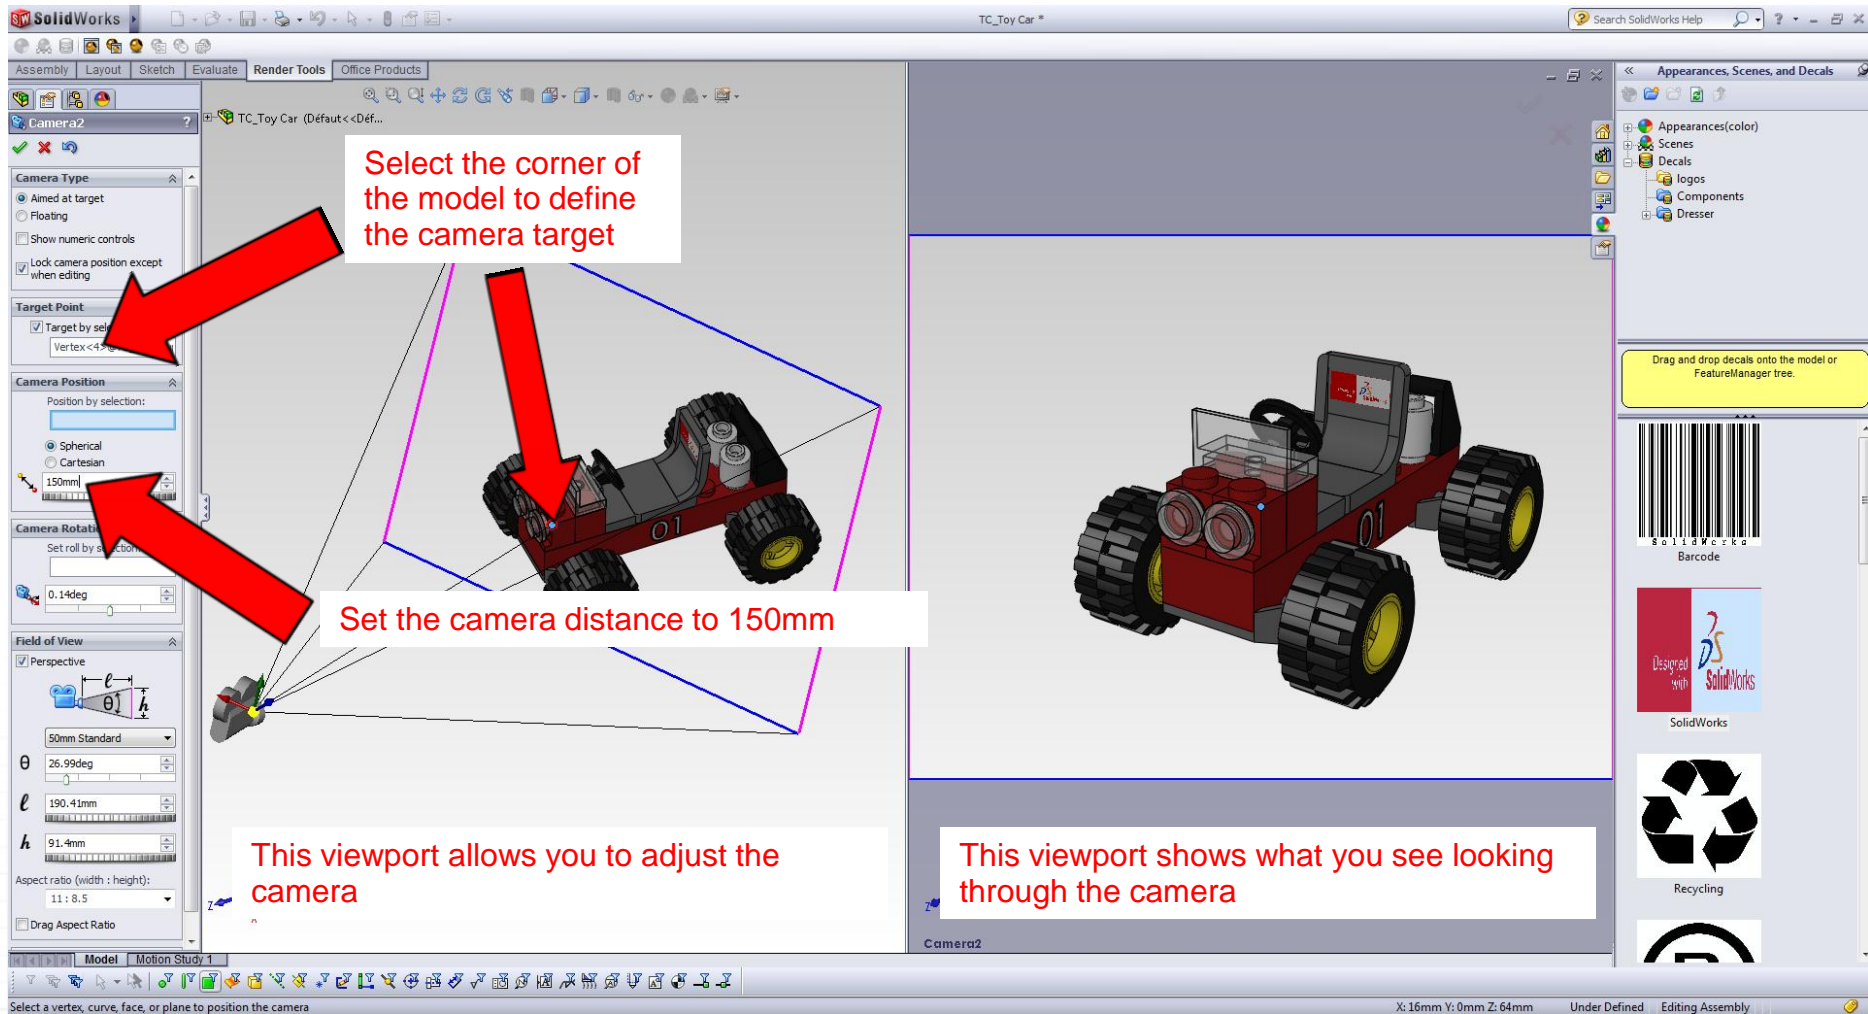 SolidWorks
TC_Toy Car *
Search SolidWorks Help
Assembly Layout Sketch Evaluate Render Tools Office Products
Camera2 ?
TC_Toy Car (Défaut<<Déf...
Camera Type
Aimed at target
Floating
Show numeric controls
Lock camera position except
when editing
Target Point
Target by sele
Vertex<4>@
Camera Position
Position by selection:
Spherical
Cartesian
150mm
Camera Rotati
Set roll by selection:
0.14deg
Field of View
Perspective
ℓ
θ
h
50mm Standard
θ 26.99deg
ℓ 190.41mm
h 91.4mm
Aspect ratio (width : height):
11 : 8.5
Drag Aspect Ratio
Select the corner of
the model to define
the camera target
01
Set the camera distance to 150mm
This viewport allows you to adjust the
camera
z
01
This viewport shows what you see looking
through the camera
z
Camera2
Appearances, Scenes, and Decals
Appearances(color)
Scenes
Decals
logos
Components
Dresser
Drag and drop decals onto the model or
FeatureManager tree.
SolidWorks
Barcode
Designed
with
SolidWorks
SolidWorks
Recycling
Model Motion Study 1
Select a vertex, curve, face, or plane to position the camera
X: 16mm Y: 0mm Z: 64mm Under Defined Editing Assembly